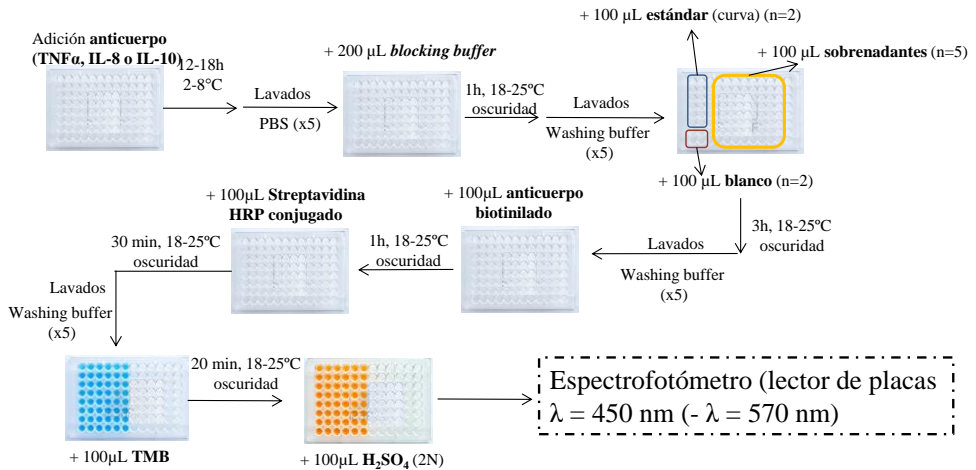 Adición anticuerpo
(TNFα, IL-8 o IL-10)
12-18h
2-8ºC
Lavados
PBS (x5)
+ 200 µL blocking buffer
1h, 18-25ºC
oscuridad
Lavados
Washing buffer
(x5)
+ 100 µL estándar (curva) (n=2)
+ 100 µL sobrenadantes (n=5)
+ 100 µL blanco (n=2)
3h, 18-25ºC
oscuridad
Lavados
Washing buffer
(x5)
+ 100µL anticuerpo
biotinilado
1h, 18-25ºC
oscuridad
+ 100µL Streptavidina
HRP conjugado
30 min, 18-25ºC
oscuridad
Lavados
Washing buffer
(x5)
+ 100µL TMB
20 min, 18-25ºC
oscuridad
+ 100µL H₂SO₄ (2N)
Espectrofotómetro (lector de placas
λ = 450 nm (- λ = 570 nm)